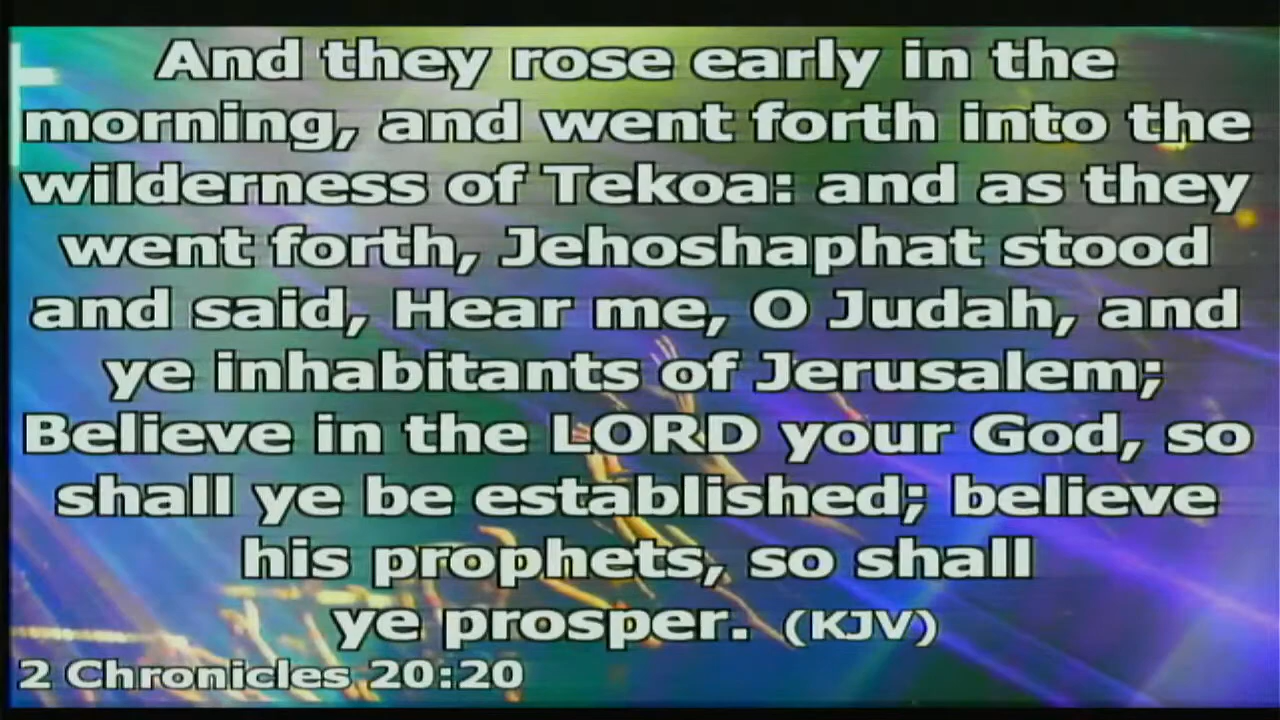 And they rose early in the
morning, and went forth into the
wilderness of Tekoa: and as they
went forth, Jehoshaphat stood
and said, Hear me, O Judah, and
ye inhabitants of Jerusalem;
Believe in the LORD your God, so
shall ye be established; believe
his prophets, so shall
ye prosper. (KJV)
2 Chronicles 20:20